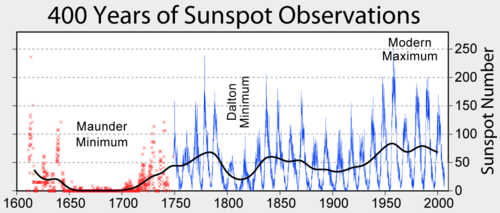 400 Years of Sunspot Observations
Modern
Maximum
Dalton
Minimum
Maunder
Minimum
250
200
150
100
50
0
Sunspot Number
1600 1650 1700 1750 1800 1850 1900 1950 2000